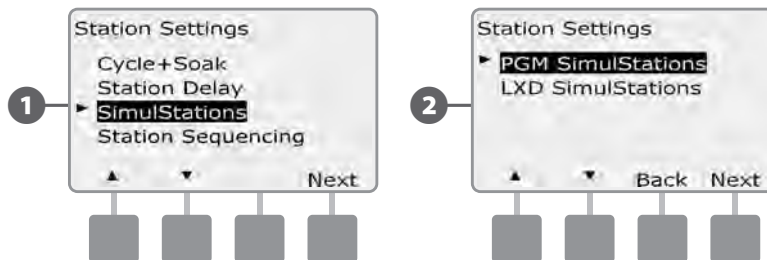 1
Station Settings
Cycle+Soak
Station Delay
SimulStations
Station Sequencing
Next
2
Station Settings
PGM SimulStations
LXD SimulStations
Back Next